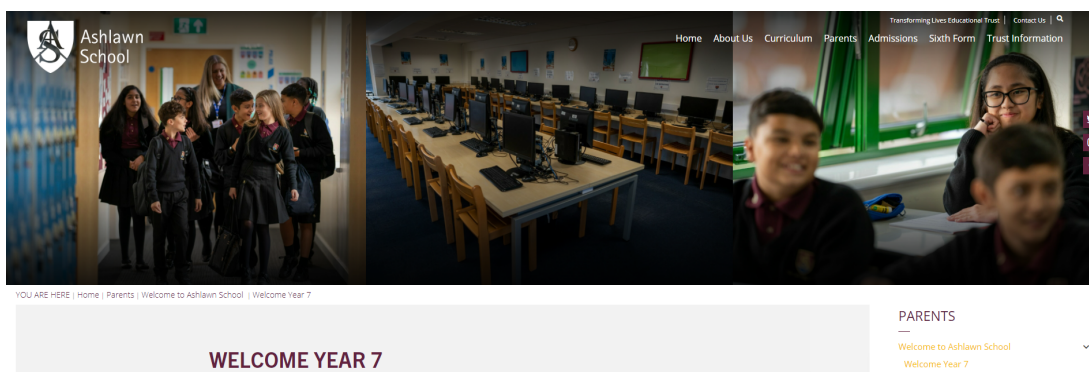 Ashlawn
School
Transforming Lives Educational Trust | Contact Us |
Home About Us Curriculum Parents Admissions Sixth Form Trust Information
YOU ARE HERE | Home | Parents | Welcome to Ashlawn School | Welcome Year 7
WELCOME YEAR 7
PARENTS
Welcome to Ashlawn School
Welcome Year 7